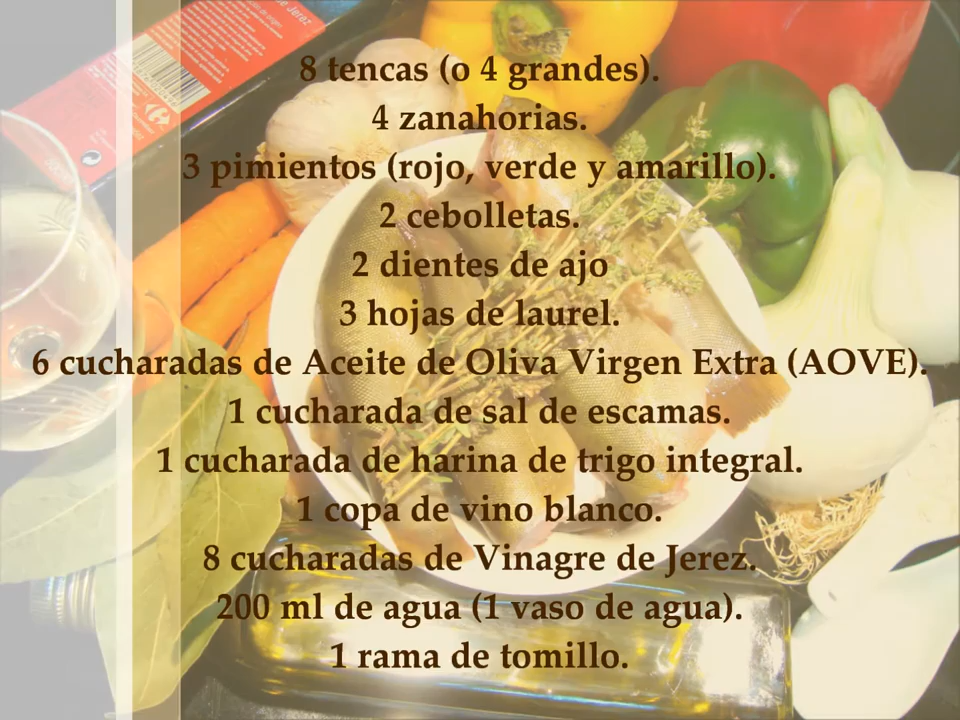 de Jerez
8 tencas (o 4 grandes).
4 zanahorias.
3 pimientos (rojo, verde y amarillo).
2 cebolletas.
2 dientes de ajo
3 hojas de laurel.
6 cucharadas de Aceite de Oliva Virgen Extra (AOVE).
1 cucharada de sal de escamas.
1 cucharada de harina de trigo integral.
1 copa de vino blanco.
8 cucharadas de Vinagre de Jerez.
200 ml de agua (1 vaso de agua).
1 rama de tomillo.